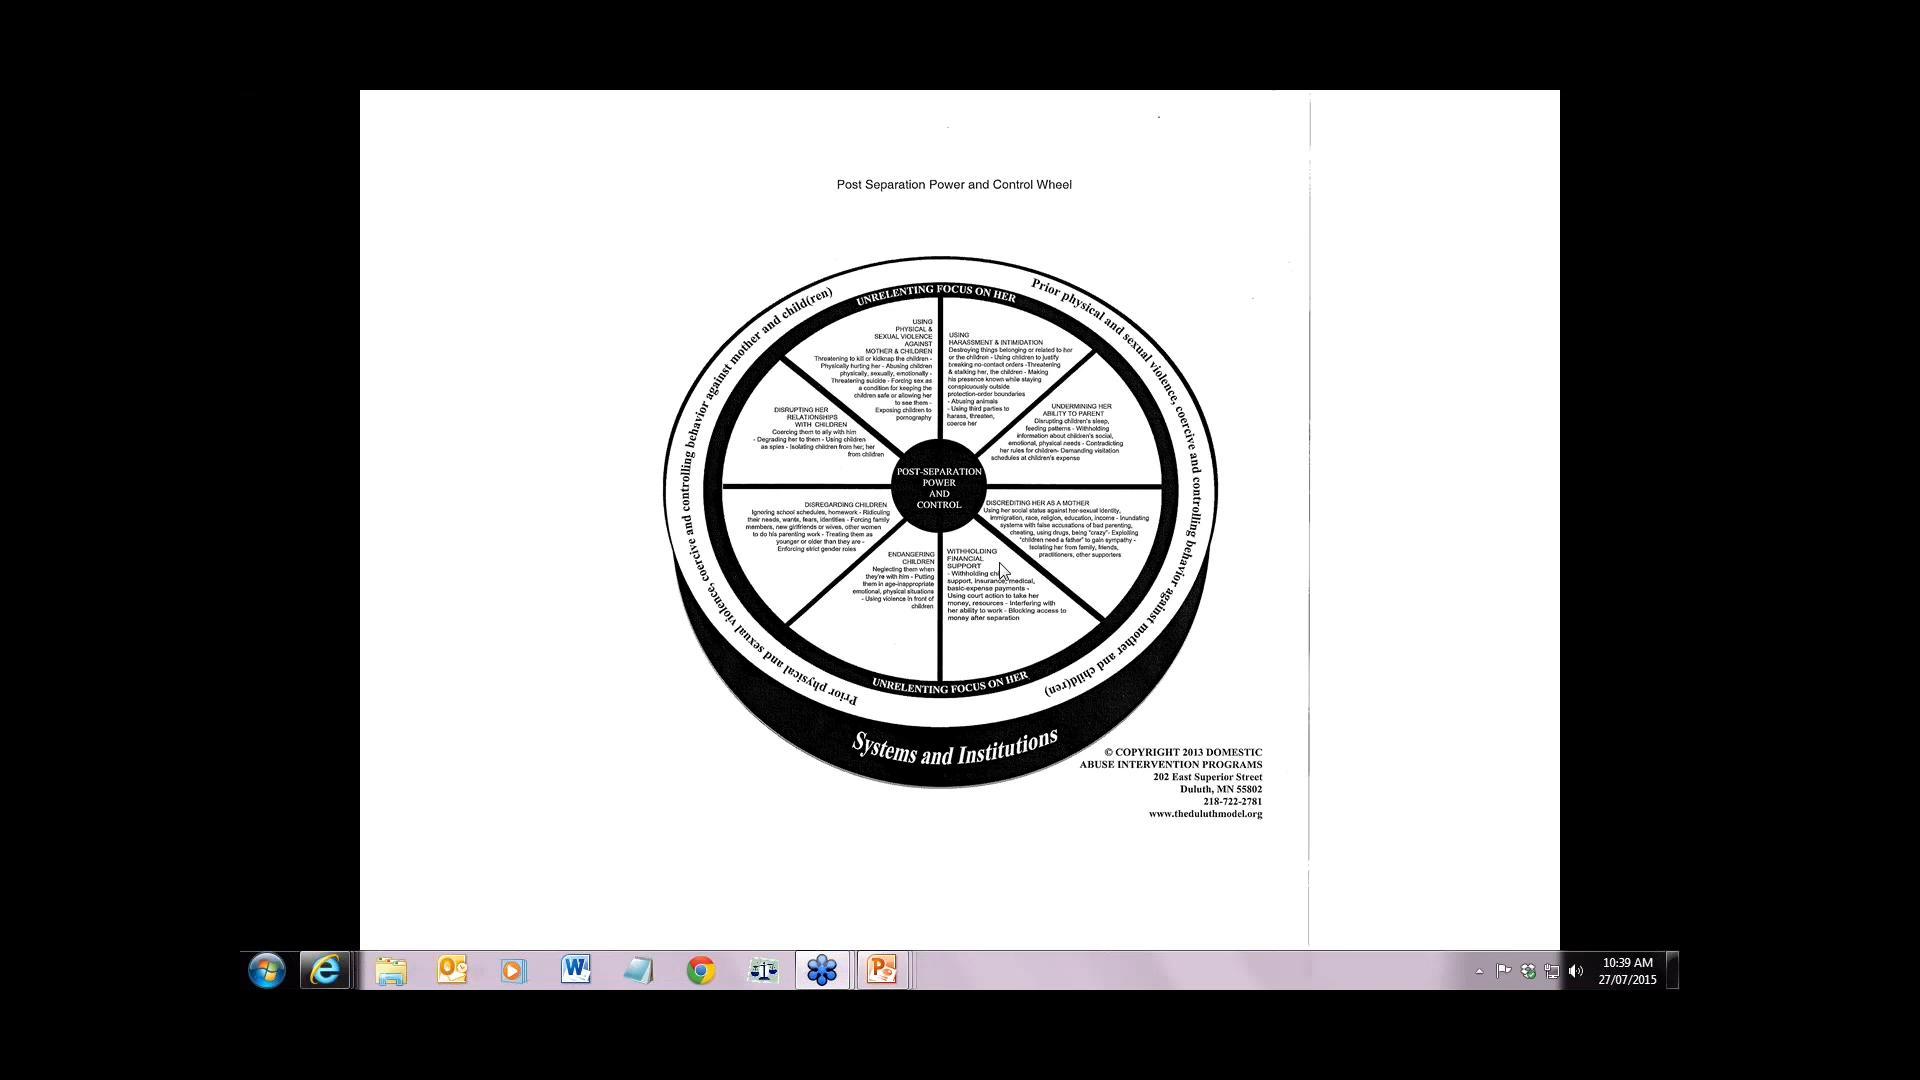 Post Separation Power and Control Wheel
Prior physical and sexual violence, coercive and controlling behavior against mother and child(ren)
Prior physical and sexual violence, coercive and controlling behavior against mother and child(ren)
UNRELENTING FOCUS ON HER
USING
PHYSICAL &
SEXUAL VIOLENCE
AGAINST
MOTHER & CHILDREN
Threatening to kill or kidknap the children -
Physically hurting her - Abusing children
physically, sexually, emotionally -
Threatening suicide - Forcing sex as
a condition for keeping the
children safe or allowing her
to see them -
Exposing children to
pornography
USING
HARASSMENT & INTIMIDATION
Destroying things belonging or related to her
or the children - Using children to justify
breaking no-contact orders -Threatening
& stalking her, the children - Making
his presence known while staying
conspicuously outside
protection-order boundaries
- Abusing animals
- Using third parties to
harass, threaten,
coerce her
UNDERMINING HER
ABILITY TO PARENT
Disrupting children's sleep,
feeding patterns - Withholding
information about children's social,
emotional, physical needs - Contradicting
her rules for children- Demanding visitation
schedules at children's expense
DISCREDITING HER AS A MOTHER
Using her social status against her-sexual identity,
immigration, race, religion, education, income - Inundating
systems with false accusations of bad parenting,
cheating, using drugs, being "crazy"- Exploiting
"children need a father" to gain sympathy -
Isolating her from family, friends,
practitioners, other supporters
WITHHOLDING
FINANCIAL
SUPPORT
- Withholding
support, insurance, medical,
basic-expense payments -
Using court action to take her
money, resources - Interfering with
her ability to work - Blocking access to
money after separation
ENDANGERING
CHILDREN
Neglecting them when
they're with him - Putting
them in age-inappropriate
emotional, physical situations
- Using violence in front of
children
DISREGARDING CHILDREN
Ignoring school schedules, homework - Ridiculing
their needs, wants, fears, identities - Forcing family
members, new girlfriends or wives, other women
to do his parenting work - Treating them as
younger or older than they are -
Enforcing strict gender roles
DISRUPTING HER
RELATIONSHIPS
WITH CHILDREN
Coercing them to ally with him
- Degrading her to them - Using children
as spies - Isolating children from her; her
from children
POST-SEPARATION
POWER
AND
CONTROL
UNRELENTING FOCUS ON HER
Systems and Institutions
© COPYRIGHT 2013 DOMESTIC
ABUSE INTERVENTION PROGRAMS
202 East Superior Street
Duluth, MN 55802
218-722-2781
www.theduluthmodel.org
10:39 AM
27/07/2015